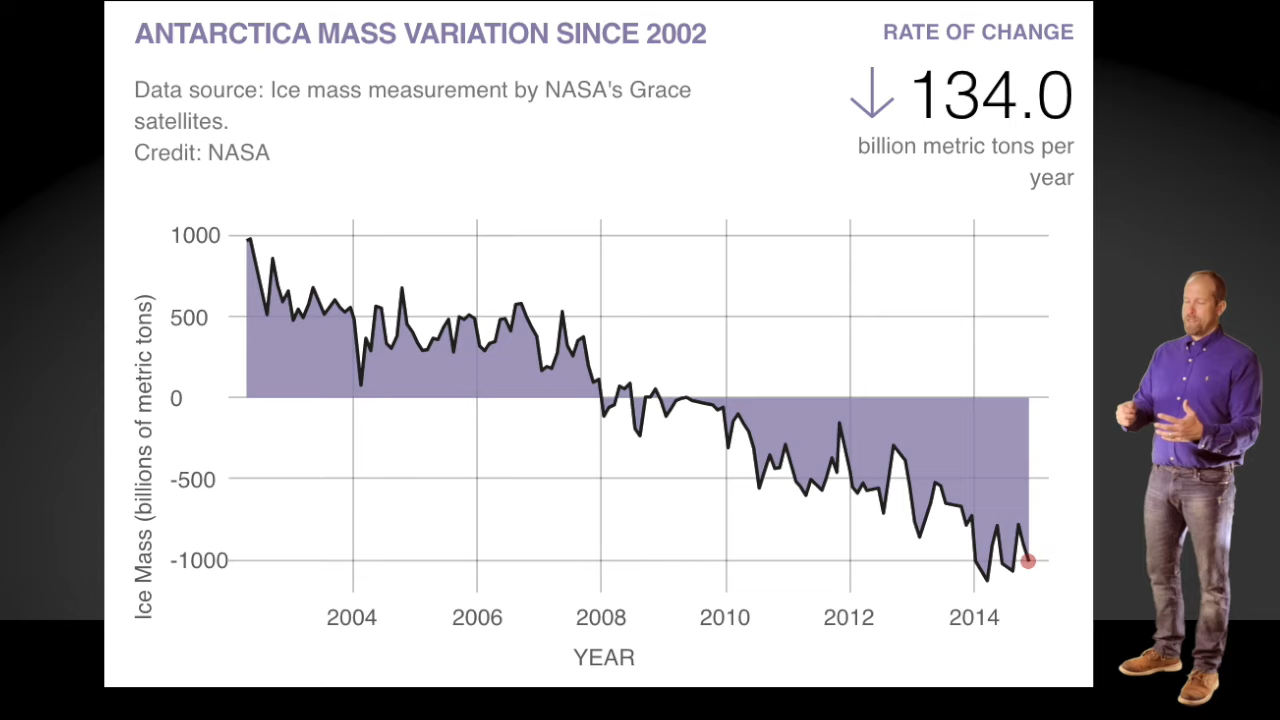 ANTARCTICA MASS VARIATION SINCE 2002
RATE OF CHANGE
Data source: Ice mass measurement by NASA's Grace
satellites.
Credit: NASA
134.0
billion metric tons per
year
Ice Mass (billions of metric tons)
1000
500
0
-500
-1000
2004 2006 2008 2010 2012 2014
YEAR